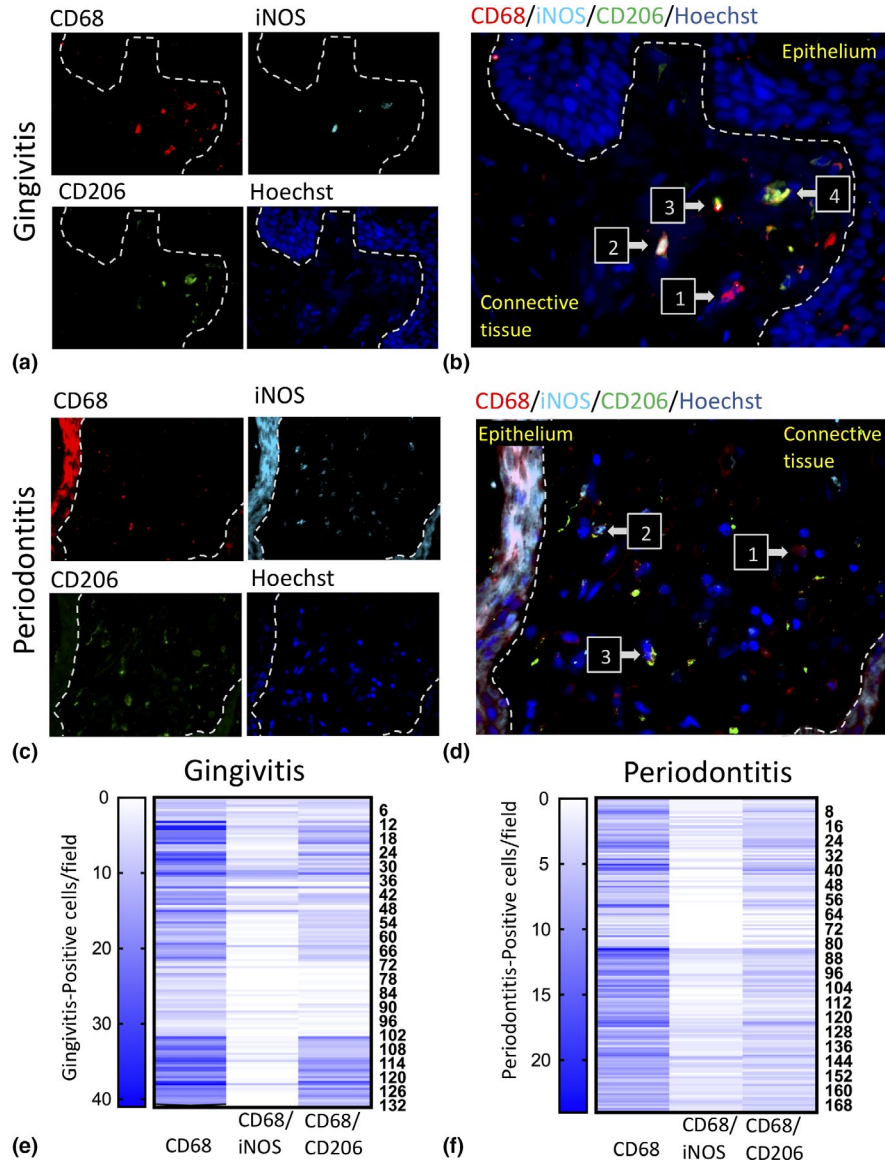 CD68
iNOS
CD206
Hoechst
Gingivitis
(a)
CD68/iNOS/CD206/Hoechst
Epithelium
4
3
2
1
Connective
tissue
(b)
CD68
iNOS
CD206
Hoechst
Periodontitis
(c)
CD68/iNOS/CD206/Hoechst
Epithelium
Connective
tissue
2
1
3
(d)
Gingivitis
Gingivitis-Positive cells/field
0
10
20
30
40
6
12
18
24
30
36
42
48
54
60
66
72
78
84
90
96
102
108
114
120
126
132
CD68
CD68/
iNOS
CD68/
CD206
(e)
Periodontitis
Periodontitis-Positive cells/field
0
5
10
15
20
8
16
24
32
40
48
56
64
72
80
88
96
104
112
120
128
136
144
152
160
168
CD68
CD68/
iNOS
CD68/
CD206
(f)